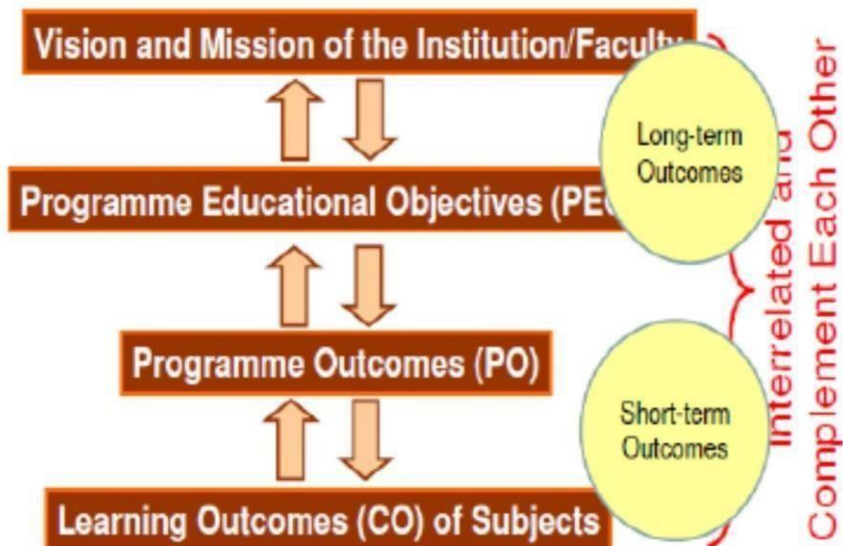 Vision and Mission of the Institution/Faculty
Long-term
Outcomes
Programme Educational Objectives (PEO
Programme Outcomes (PO)
Short-term
Outcomes
Learning Outcomes (CO) of Subjects
Interrelated and
Complement Each Other